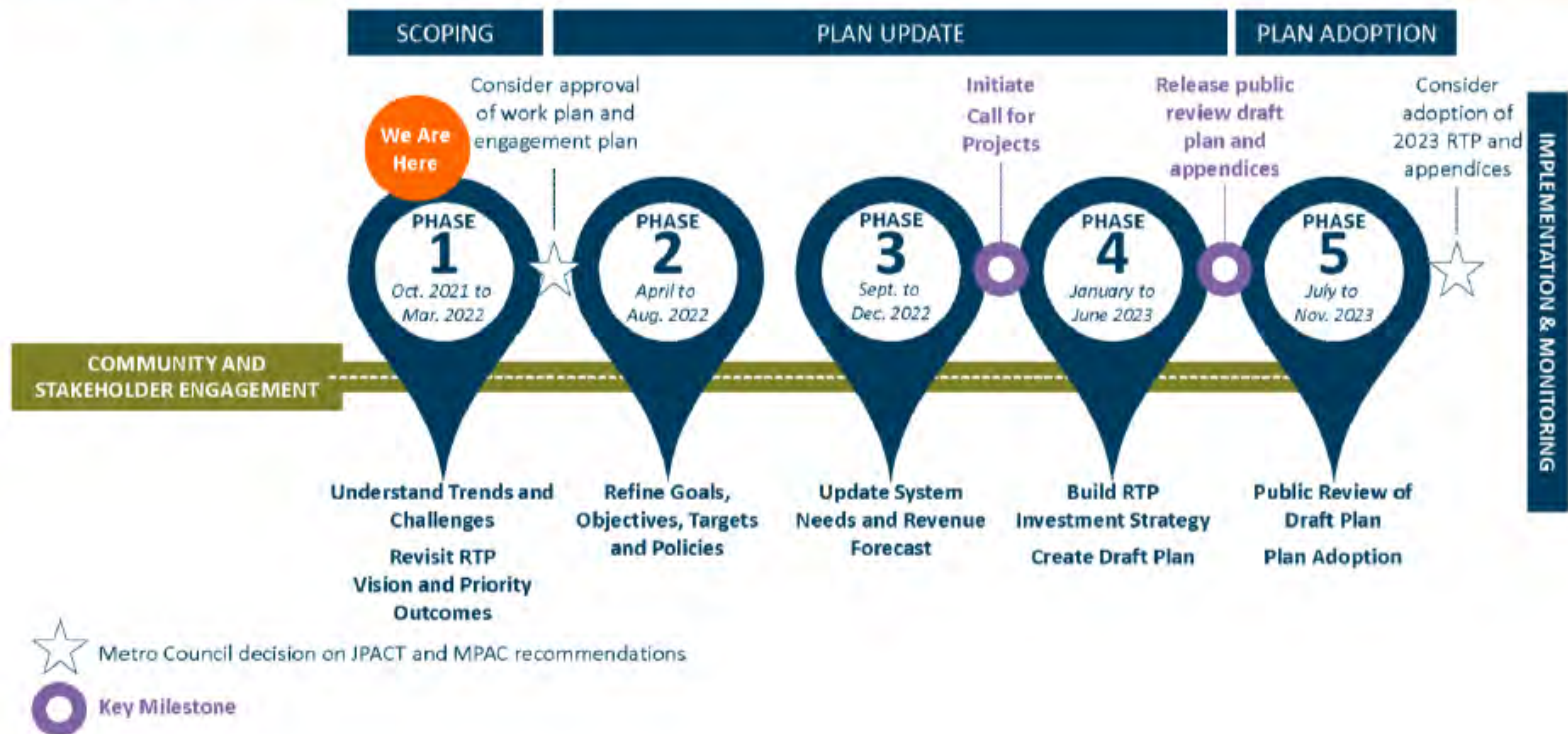 SCOPING
PLAN UPDATE
PLAN ADOPTION
Consider approval
of work plan and
engagement plan
Initiate
Call for
Projects
Release public
review draft
plan and
appendices
Consider
adoption of
2023 RTP and
appendices
We Are
Here
PHASE
1
Oct. 2021 to
Mar. 2022
PHASE
2
April to
Aug. 2022
PHASE
3
Sept. to
Dec. 2022
PHASE
4
January to
June 2023
PHASE
5
July to
Nov. 2023
IMPLEMENTATION & MONITORING
COMMUNITY AND
STAKEHOLDER ENGAGEMENT
Understand Trends and
Challenges
Revisit RTP
Vision and Priority
Outcomes
Refine Goals,
Objectives, Targets
and Policies
Update System
Needs and Revenue
Forecast
Build RTP
Investment Strategy
Create Draft Plan
Public Review of
Draft Plan
Plan Adoption
Metro Council decision on JPACT and MPAC recommendations
Key Milestone